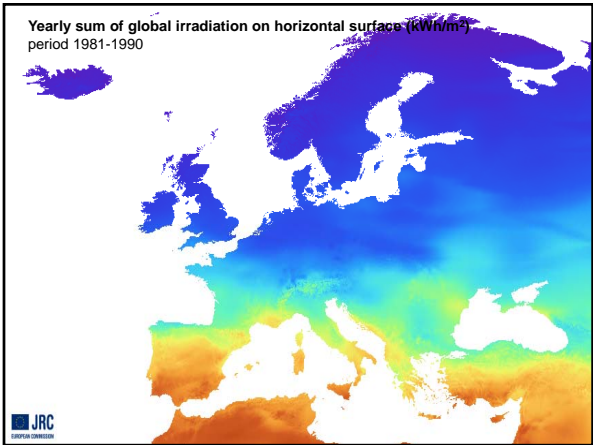 Yearly sum of global irradiation on horizontal surface (kWh/m²)
period 1981-1990
JRC
EUROPEAN COMMISSION